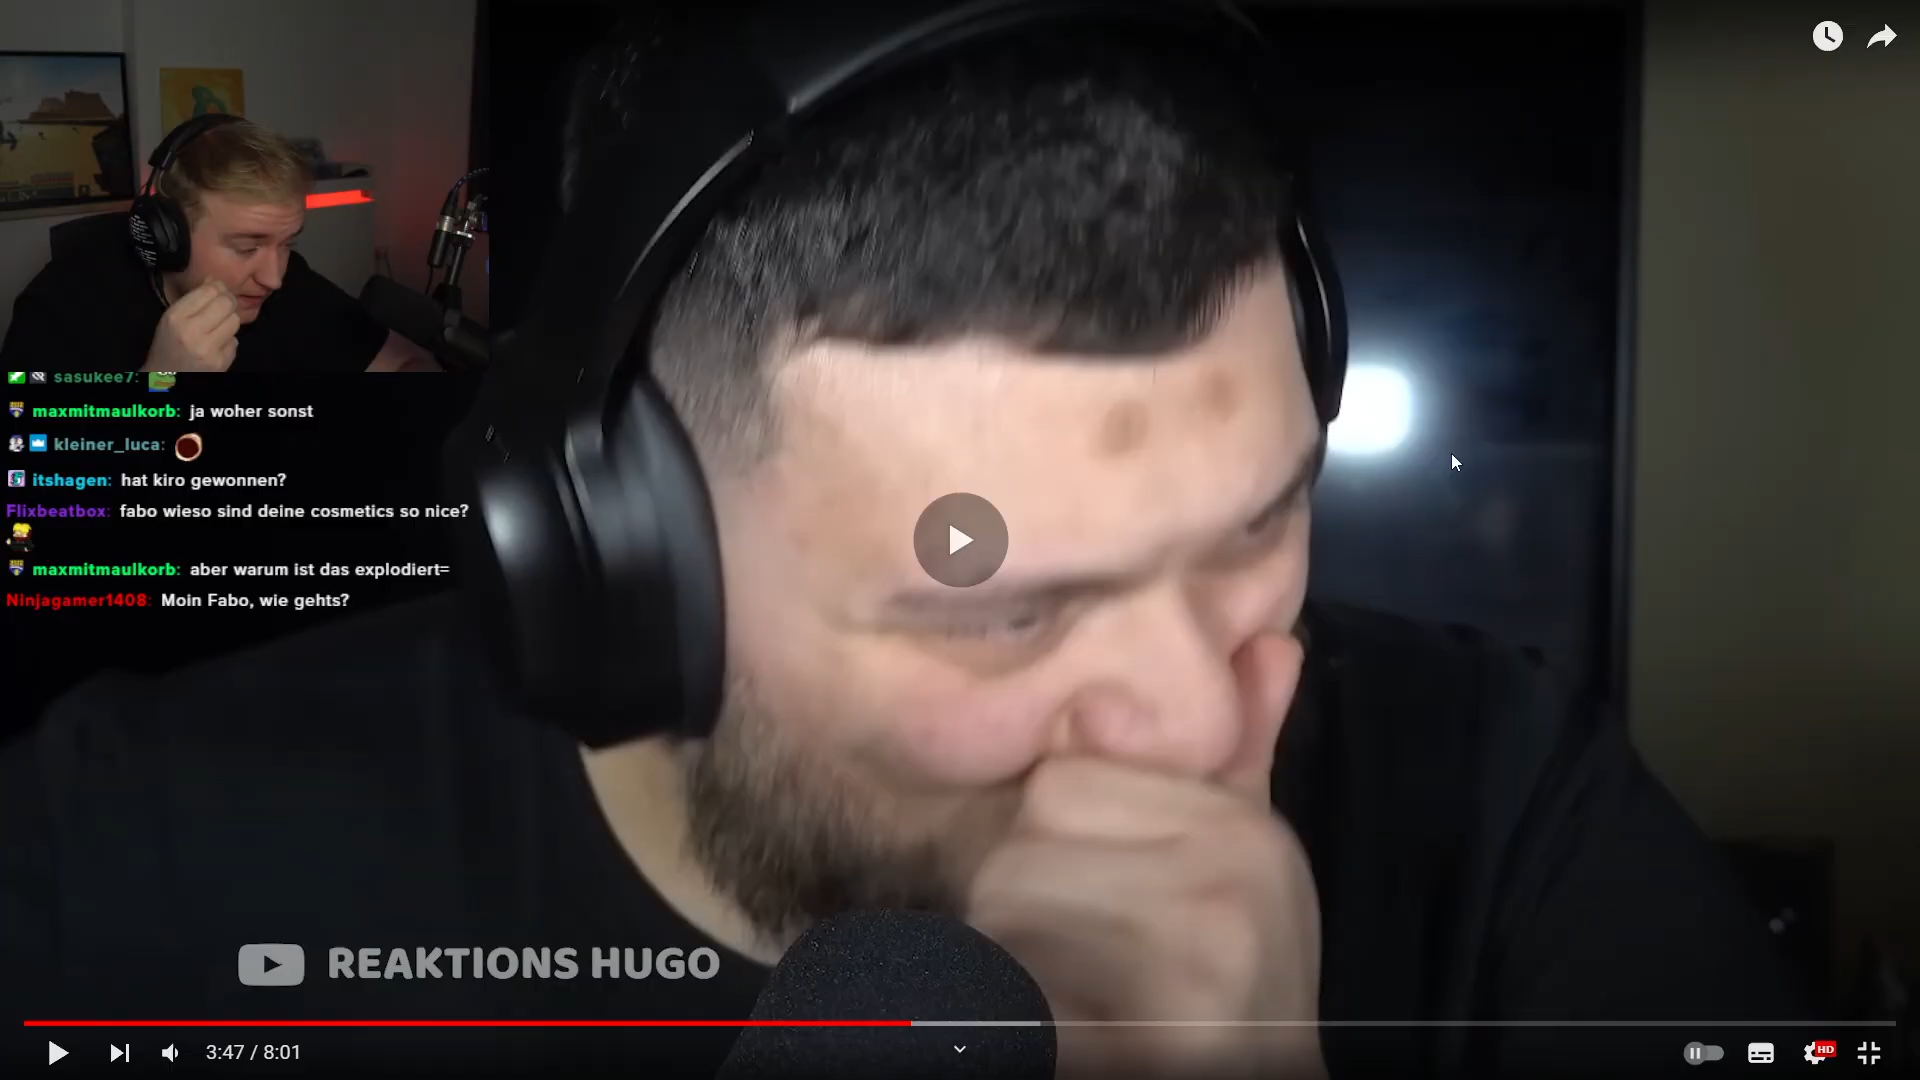 sasukee7:
maxmitmaulkorb: ja woher sonst
kleiner_luca:
itshagen: hat kiro gewonnen?
Flixbeatbox: fabo wieso sind deine cosmetics so nice?
maxmitmaulkorb: aber warum ist das explodiert=
Ninjagamer1408: Moin Fabo, wie gehts?
REAKTIONS HUGO
3:47 / 8:01
HD